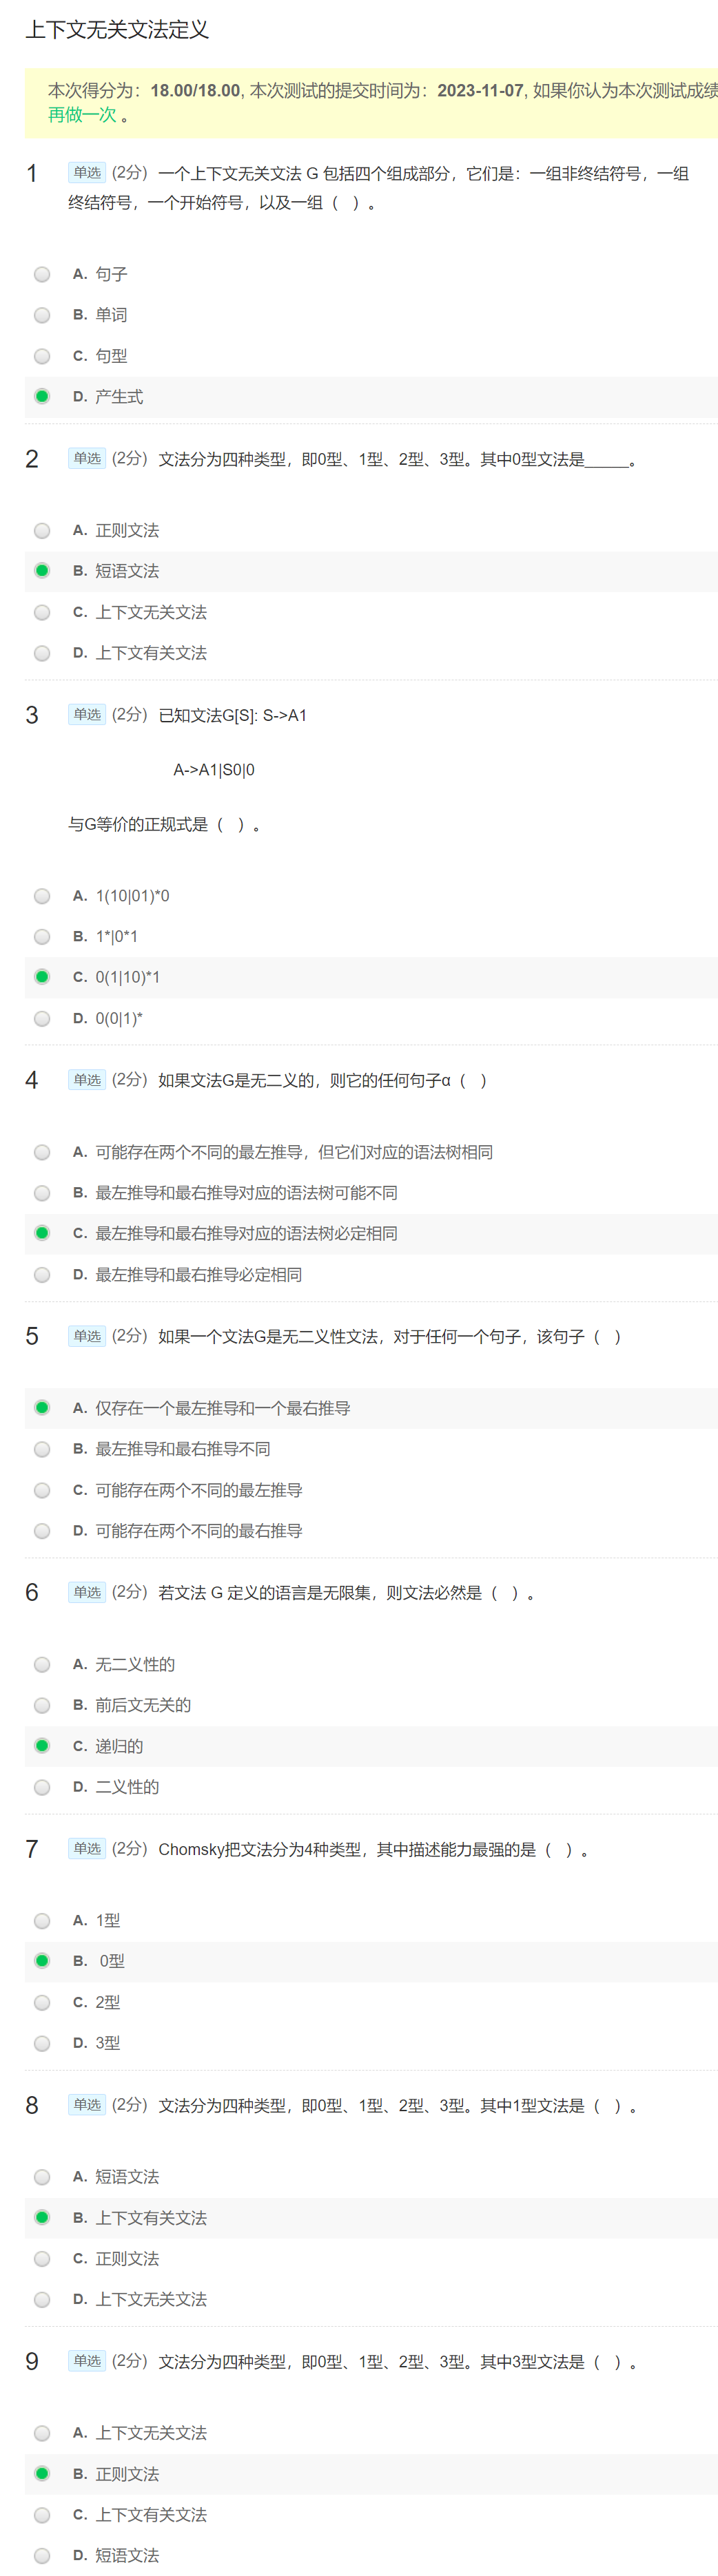 上下文无关文法定义
本次得分为：18.00/18.00, 本次测试的提交时间为：2023-11-07, 如果你认为本次测试成绩
再做一次 。
1 单选 (2分) 一个上下文无关文法 G 包括四个组成部分，它们是：一组非终结符号，一组
终结符号，一个开始符号，以及一组（ ）。
A. 句子
B. 单词
C. 句型
D. 产生式
2 单选 (2分) 文法分为四种类型，即0型、1型、2型、3型。其中0型文法是_____。
A. 正则文法
B. 短语文法
C. 上下文无关文法
D. 上下文有关文法
3 单选 (2分) 已知文法G[S]: S->A1
A->A1|S0|0
与G等价的正规式是（ ）。
A. 1(10|01)*0
B. 1*|0*1
C. 0(1|10)*1
D. 0(0|1)*
4 单选 (2分) 如果文法G是无二义的，则它的任何句子α（ ）
A. 可能存在两个不同的最左推导，但它们对应的语法树相同
B. 最左推导和最右推导对应的语法树可能不同
C. 最左推导和最右推导对应的语法树必定相同
D. 最左推导和最右推导必定相同
5 单选 (2分) 如果一个文法G是无二义性文法，对于任何一个句子，该句子（ ）
A. 仅存在一个最左推导和一个最右推导
B. 最左推导和最右推导不同
C. 可能存在两个不同的最左推导
D. 可能存在两个不同的最右推导
6 单选 (2分) 若文法 G 定义的语言是无限集，则文法必然是（ ）。
A. 无二义性的
B. 前后文无关的
C. 递归的
D. 二义性的
7 单选 (2分) Chomsky把文法分为4种类型，其中描述能力最强的是（ ）。
A. 1型
B. 0型
C. 2型
D. 3型
8 单选 (2分) 文法分为四种类型，即0型、1型、2型、3型。其中1型文法是（ ）。
A. 短语文法
B. 上下文有关文法
C. 正则文法
D. 上下文无关文法
9 单选 (2分) 文法分为四种类型，即0型、1型、2型、3型。其中3型文法是（ ）。
A. 上下文无关文法
B. 正则文法
C. 上下文有关文法
D. 短语文法